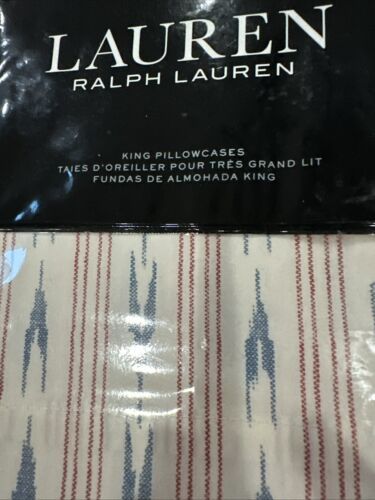 LAUREN
RALPH LAUREN
KING PILLOWCASES
TAIES D'OREILLER POUR TRÈS GRAND LIT
FUNDAS DE ALMOHADA KING